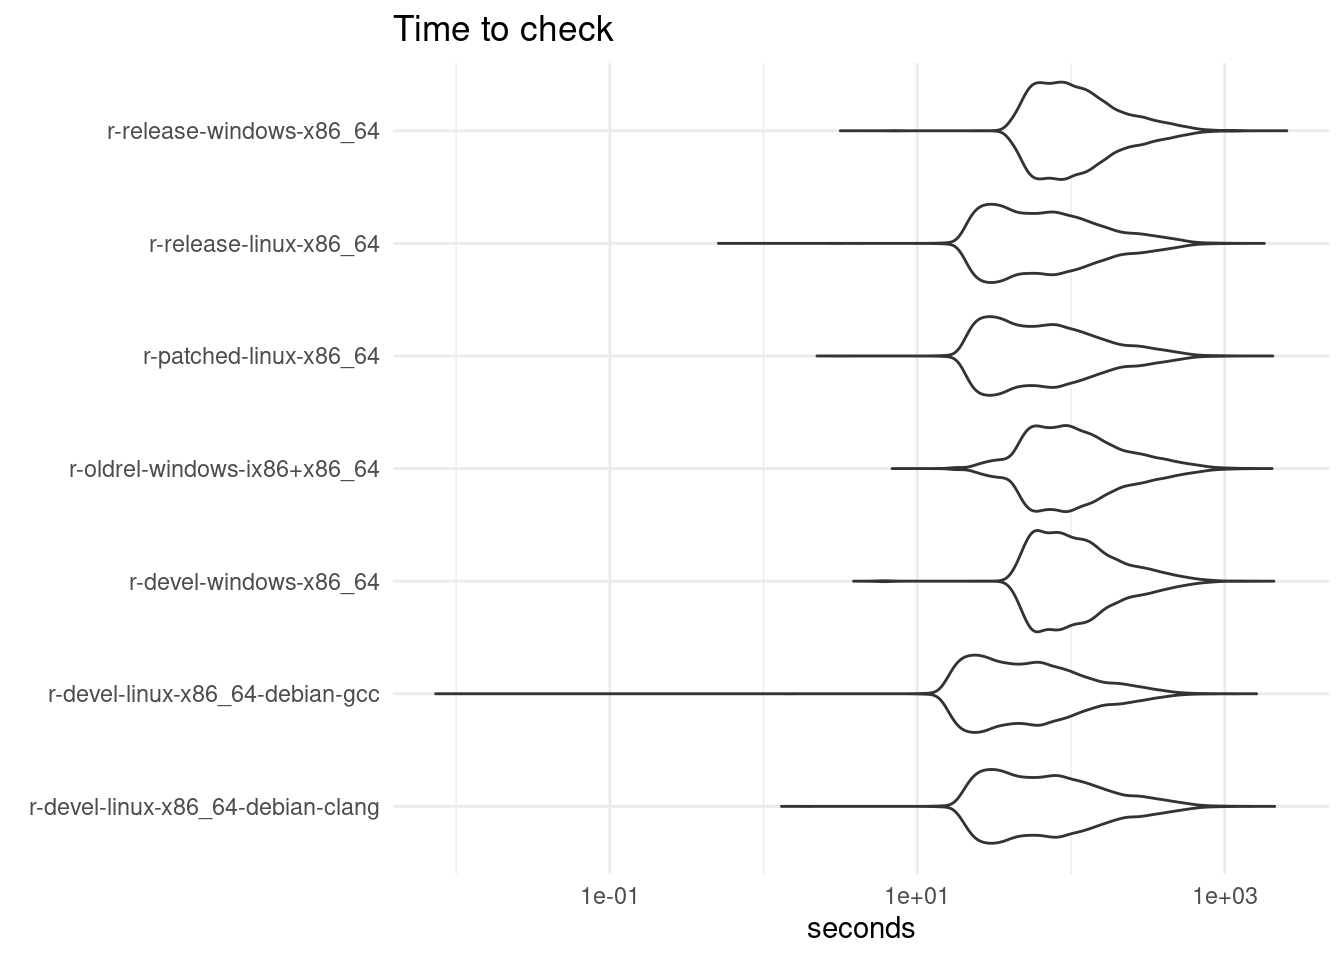 Time to check
r-release-windows-x86_64
r-release-linux-x86_64
r-patched-linux-x86_64
r-oldrel-windows-ix86+x86_64
r-devel-windows-x86_64
r-devel-linux-x86_64-debian-gcc
r-devel-linux-x86_64-debian-clang
1e-01 1e+01 1e+03
seconds